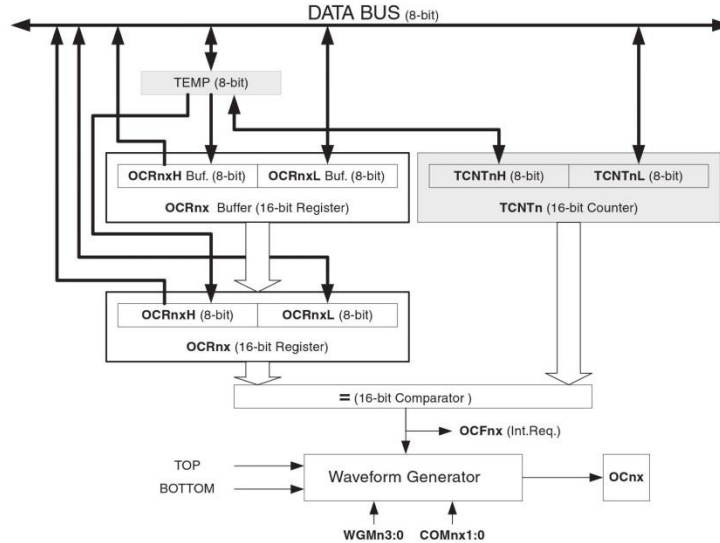 DATA BUS (8-bit)
TEMP (8-bit)
OCRnxH Buf. (8-bit) OCRnxL Buf. (8-bit)
OCRnx Buffer (16-bit Register)
TCNTnH (8-bit) TCNTnL (8-bit)
TCNTn (16-bit Counter)
OCRnxH (8-bit) OCRnxL (8-bit)
OCRnx (16-bit Register)
= (16-bit Comparator )
OCFnx (Int.Req.)
TOP
BOTTOM
Waveform Generator
OCnx
WGMn3:0 COMnx1:0